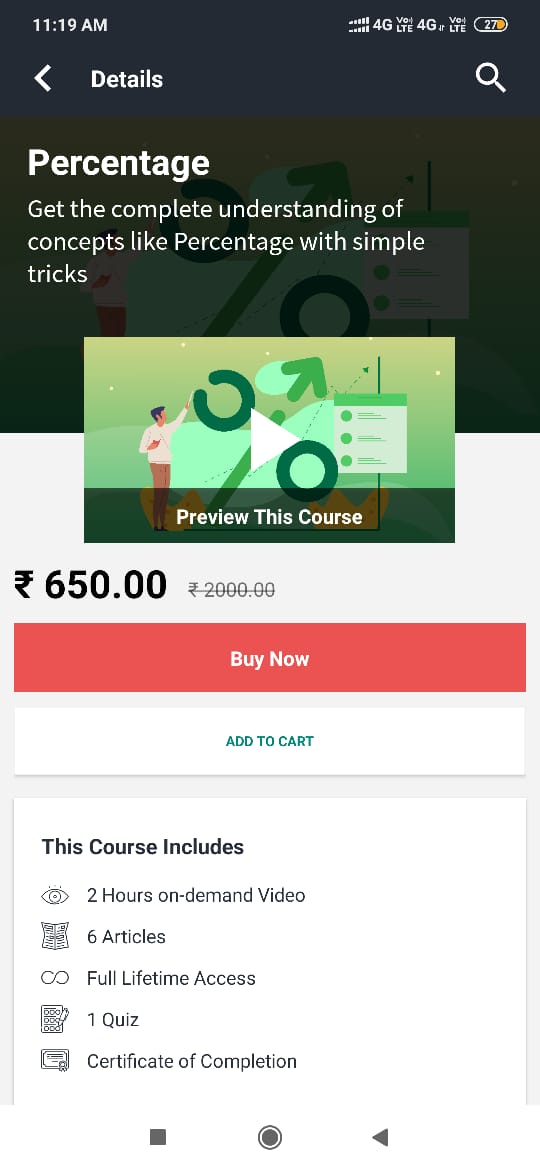 11:19 AM
4G Vo) LTE 4G Vo) LTE 27
Details
Percentage
Get the complete understanding of
concepts like Percentage with simple
tricks
Preview This Course
₹ 650.00 ₹ 2000.00
Buy Now
ADD TO CART
This Course Includes
2 Hours on-demand Video
6 Articles
Full Lifetime Access
1 Quiz
Certificate of Completion